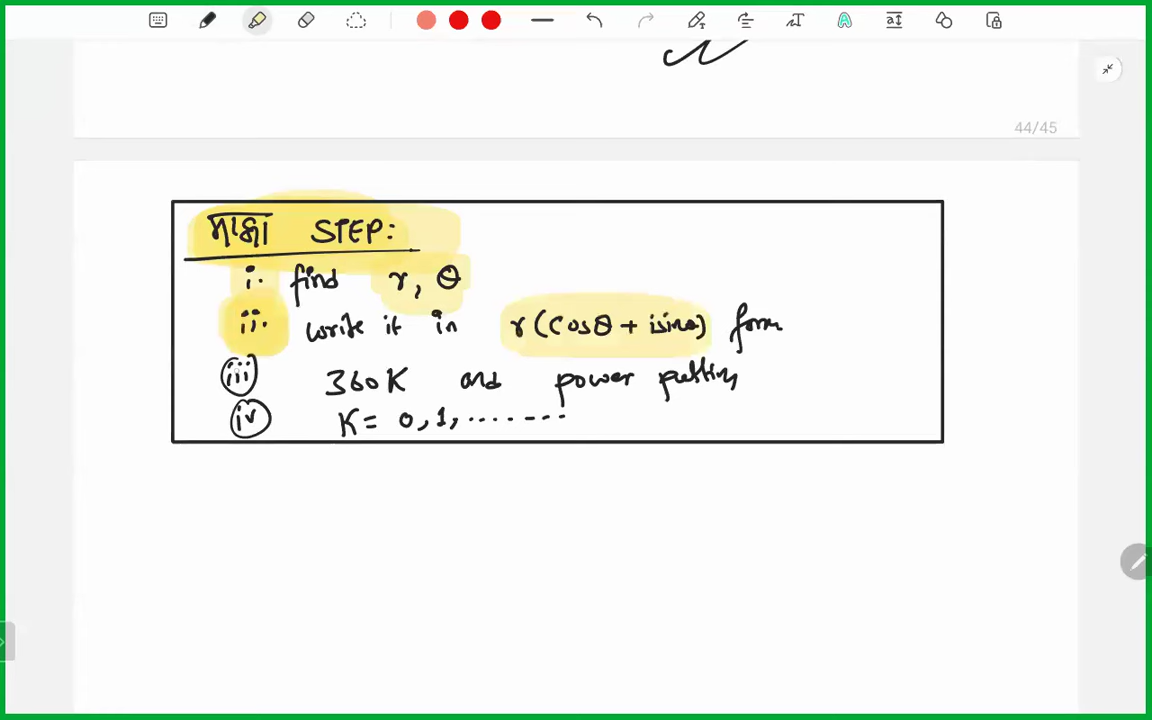 44/45
মাজা STEP:
i. find r, θ
ii. write it in r(cosθ + isinθ) form
iii 360K and power putting
iv K= 0,1,.......